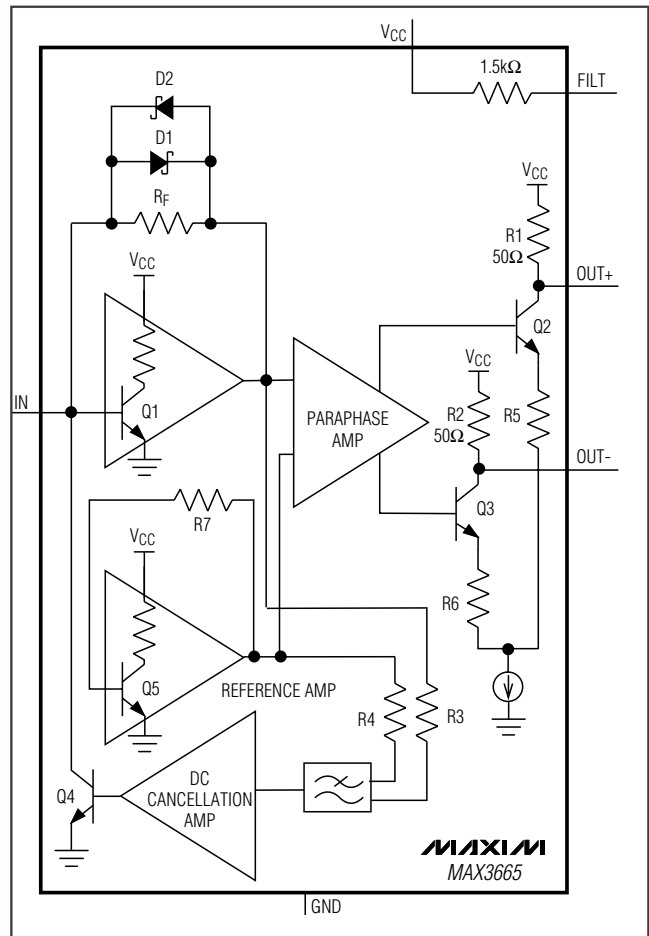 VCC
1.5kΩ
FILT
D2
D1
RF
VCC
VCC
R1
50Ω
OUT+
Q2
IN
Q1
PARAPHASE
AMP
VCC
R2
50Ω
R5
OUT-
R7
Q3
VCC
R6
Q5
REFERENCE AMP
R4
R3
DC
CANCELLATION
AMP
Q4
MAXIM
MAX3665
GND